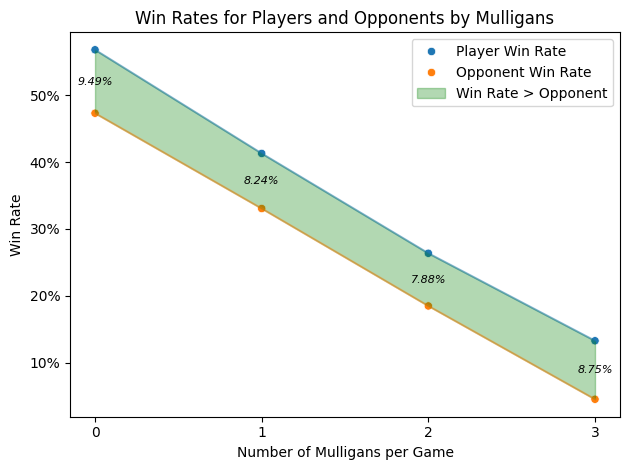 Win Rates for Players and Opponents by Mulligans
Player Win Rate
Opponent Win Rate
Win Rate > Opponent
Win Rate
50%
40%
30%
20%
10%
9.49%
8.24%
7.88%
8.75%
0
1
2
3
Number of Mulligans per Game